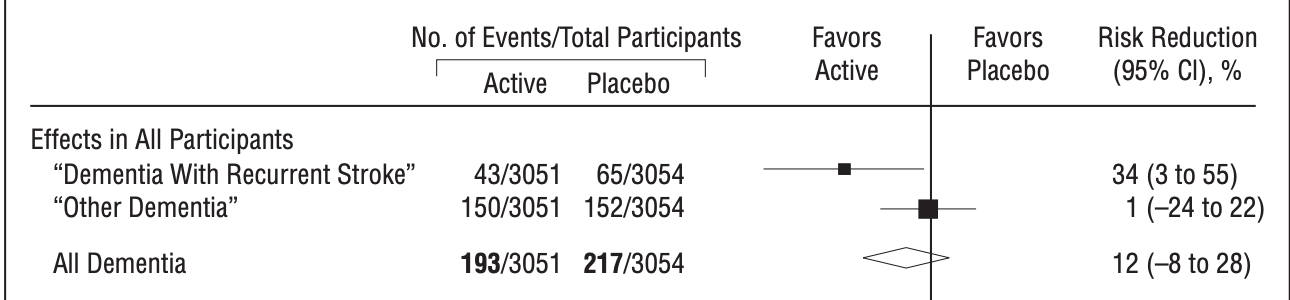 No. of Events/Total Participants Favors Favors Risk Reduction
Active Placebo Active Placebo (95% CI), %
Effects in All Participants
“Dementia With Recurrent Stroke” 43/3051 65/3054 34 (3 to 55)
“Other Dementia” 150/3051 152/3054 1 (–24 to 22)
All Dementia 193/3051 217/3054 12 (–8 to 28)